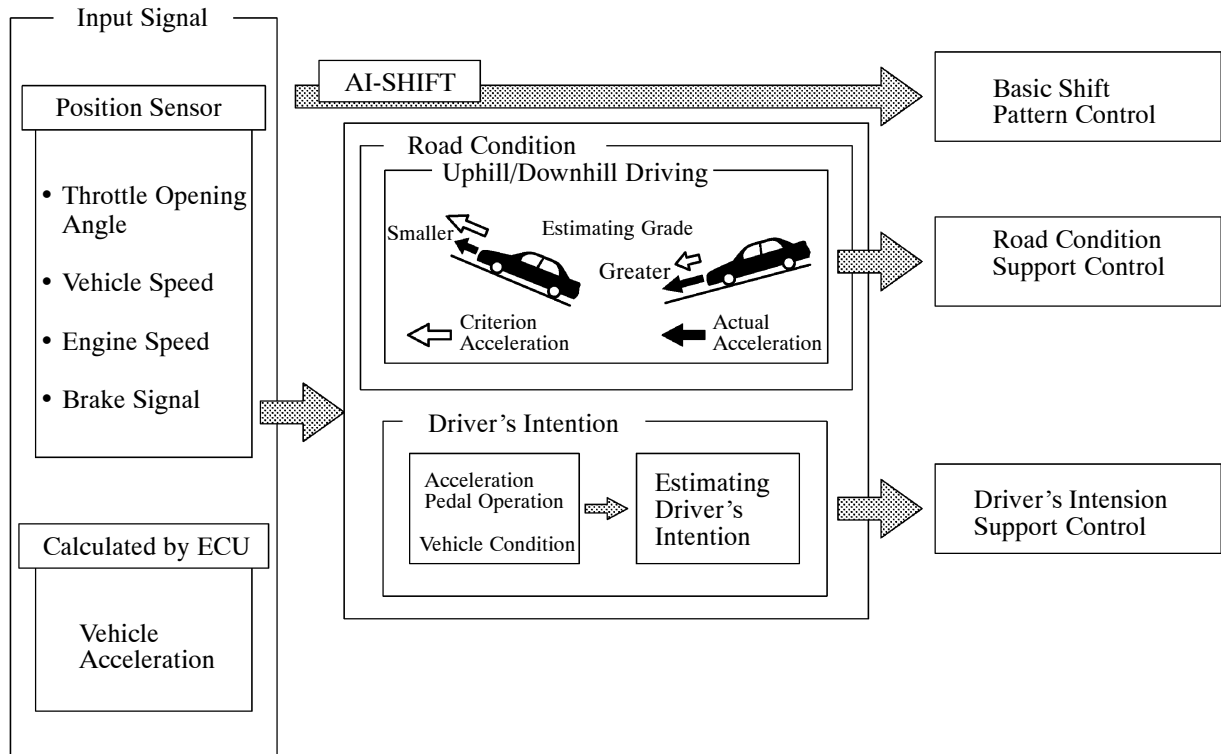 Input Signal
Position Sensor
• Throttle Opening
Angle
• Vehicle Speed
• Engine Speed
• Brake Signal
Calculated by ECU
Vehicle
Acceleration
AI-SHIFT
Road Condition
Uphill/Downhill Driving
Smaller
Estimating Grade
Greater
Criterion
Acceleration
Actual
Acceleration
Driver's Intention
Acceleration
Pedal Operation
Vehicle Condition
Estimating
Driver's
Intention
Basic Shift
Pattern Control
Road Condition
Support Control
Driver's Intension
Support Control